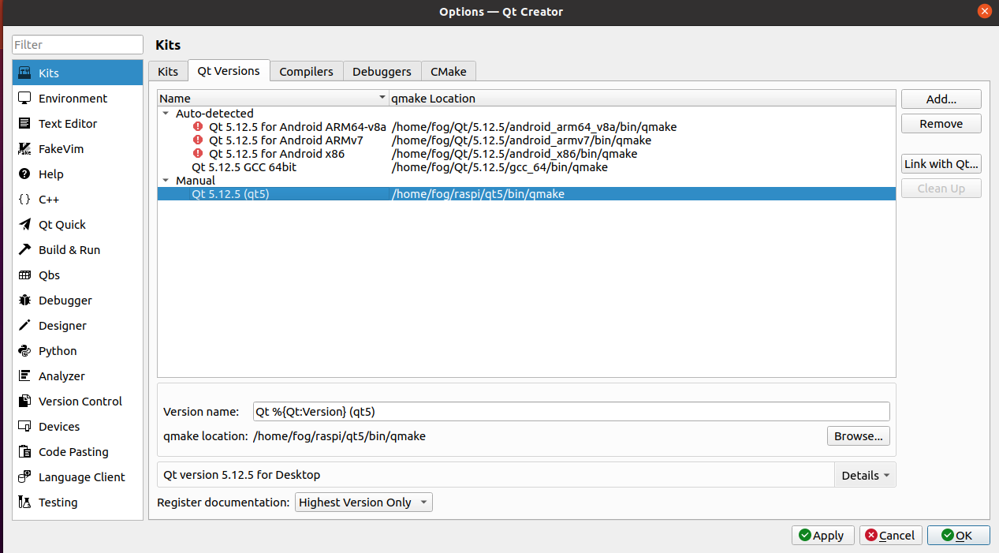 Options — Qt Creator
Filter
Kits
Environment
Text Editor
FakeVim
Help
C++
Qt Quick
Build & Run
Qbs
Debugger
Designer
Python
Analyzer
Version Control
Devices
Code Pasting
Language Client
Testing
Kits
Kits Qt Versions Compilers Debuggers CMake
Name qmake Location
Auto-detected
Qt 5.12.5 for Android ARM64-v8a /home/fog/Qt/5.12.5/android_arm64_v8a/bin/qmake
Qt 5.12.5 for Android ARMv7 /home/fog/Qt/5.12.5/android_armv7/bin/qmake
Qt 5.12.5 for Android x86 /home/fog/Qt/5.12.5/android_x86/bin/qmake
Qt 5.12.5 GCC 64bit /home/fog/Qt/5.12.5/gcc_64/bin/qmake
Manual
Qt 5.12.5 (qt5) /home/fog/raspi/qt5/bin/qmake
Add...
Remove
Link with Qt...
Clean Up
Version name: Qt %{Qt:Version} (qt5)
qmake location: /home/fog/raspi/qt5/bin/qmake Browse...
Qt version 5.12.5 for Desktop Details
Register documentation: Highest Version Only
Apply Cancel OK